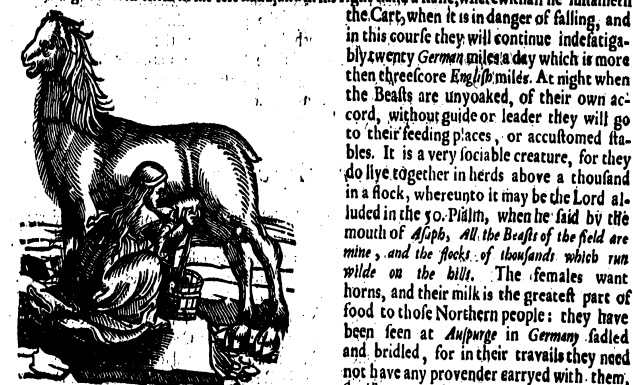 the Cart, when it is in danger of falling, and
in this courſe they will continue indefatiga-
bly twenty German miles a day which is more
then threeſcore Engliſh miles. At night when
the Beaſts are unyoaked, of their own ac-
cord, without guide or leader they will go
to their feeding places, or accuſtomed ſta-
bles. It is a very ſociable creature, for they
do live together in herds above a thouſand
in a flock, whereunto it may be the Lord al-
luded in the 50. Pſalm, when he ſaid by the
mouth of Aſaph, All the Beaſts of the field are
mine, and the flocks of thouſands which run
wilde on the hills. The females want
horns, and their milk is the greateſt part of
food to thoſe Northern people: they have
been ſeen at Auſpurge in Germany ſadled
and bridled, for in their travails they need
not have any provender carryed with them.